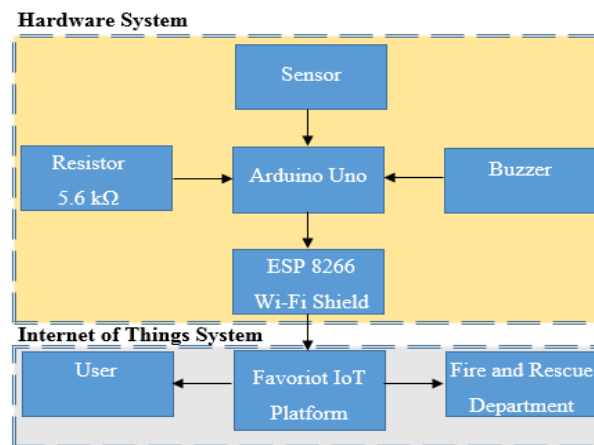 Hardware System
Sensor
Resistor
5.6 kΩ
Arduino Uno
Buzzer
ESP 8266
Wi-Fi Shield
Internet of Things System
User
Favoriot IoT
Platform
Fire and Rescue
Department